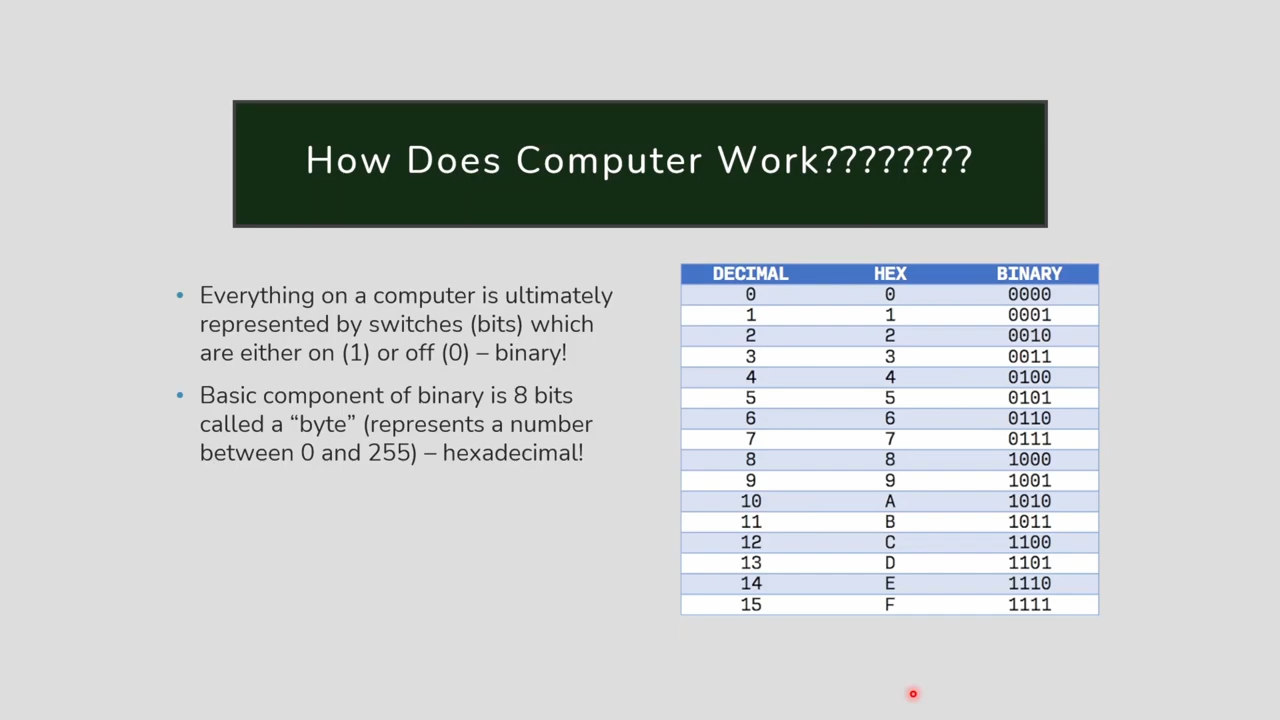 How Does Computer Work????????
• Everything on a computer is ultimately
represented by switches (bits) which
are either on (1) or off (0) – binary!
• Basic component of binary is 8 bits
called a “byte” (represents a number
between 0 and 255) – hexadecimal!
DECIMAL HEX BINARY
0 0 0000
1 1 0001
2 2 0010
3 3 0011
4 4 0100
5 5 0101
6 6 0110
7 7 0111
8 8 1000
9 9 1001
10 A 1010
11 B 1011
12 C 1100
13 D 1101
14 E 1110
15 F 1111